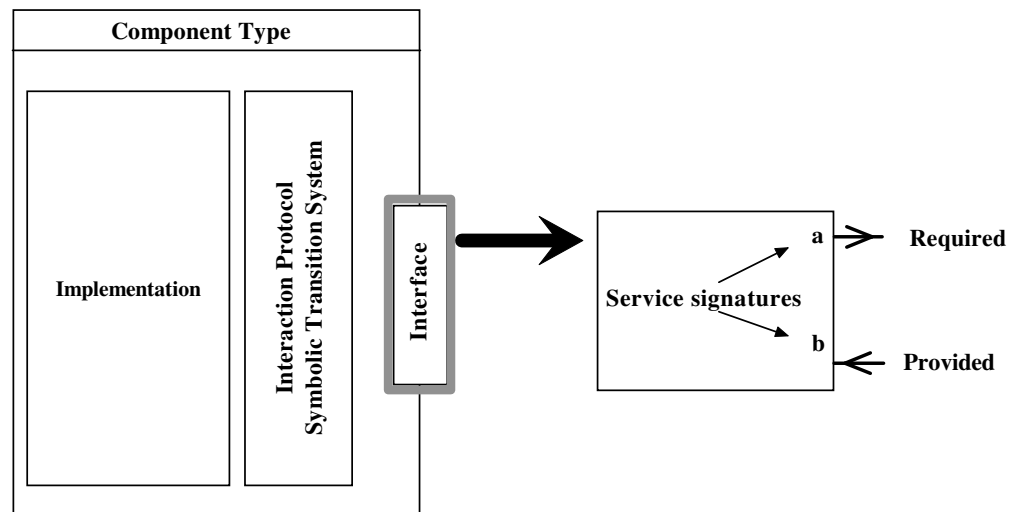 Component Type
Implementation
Interaction Protocol
Symbolic Transition System
Interface
a
Required
Service signatures
b
Provided